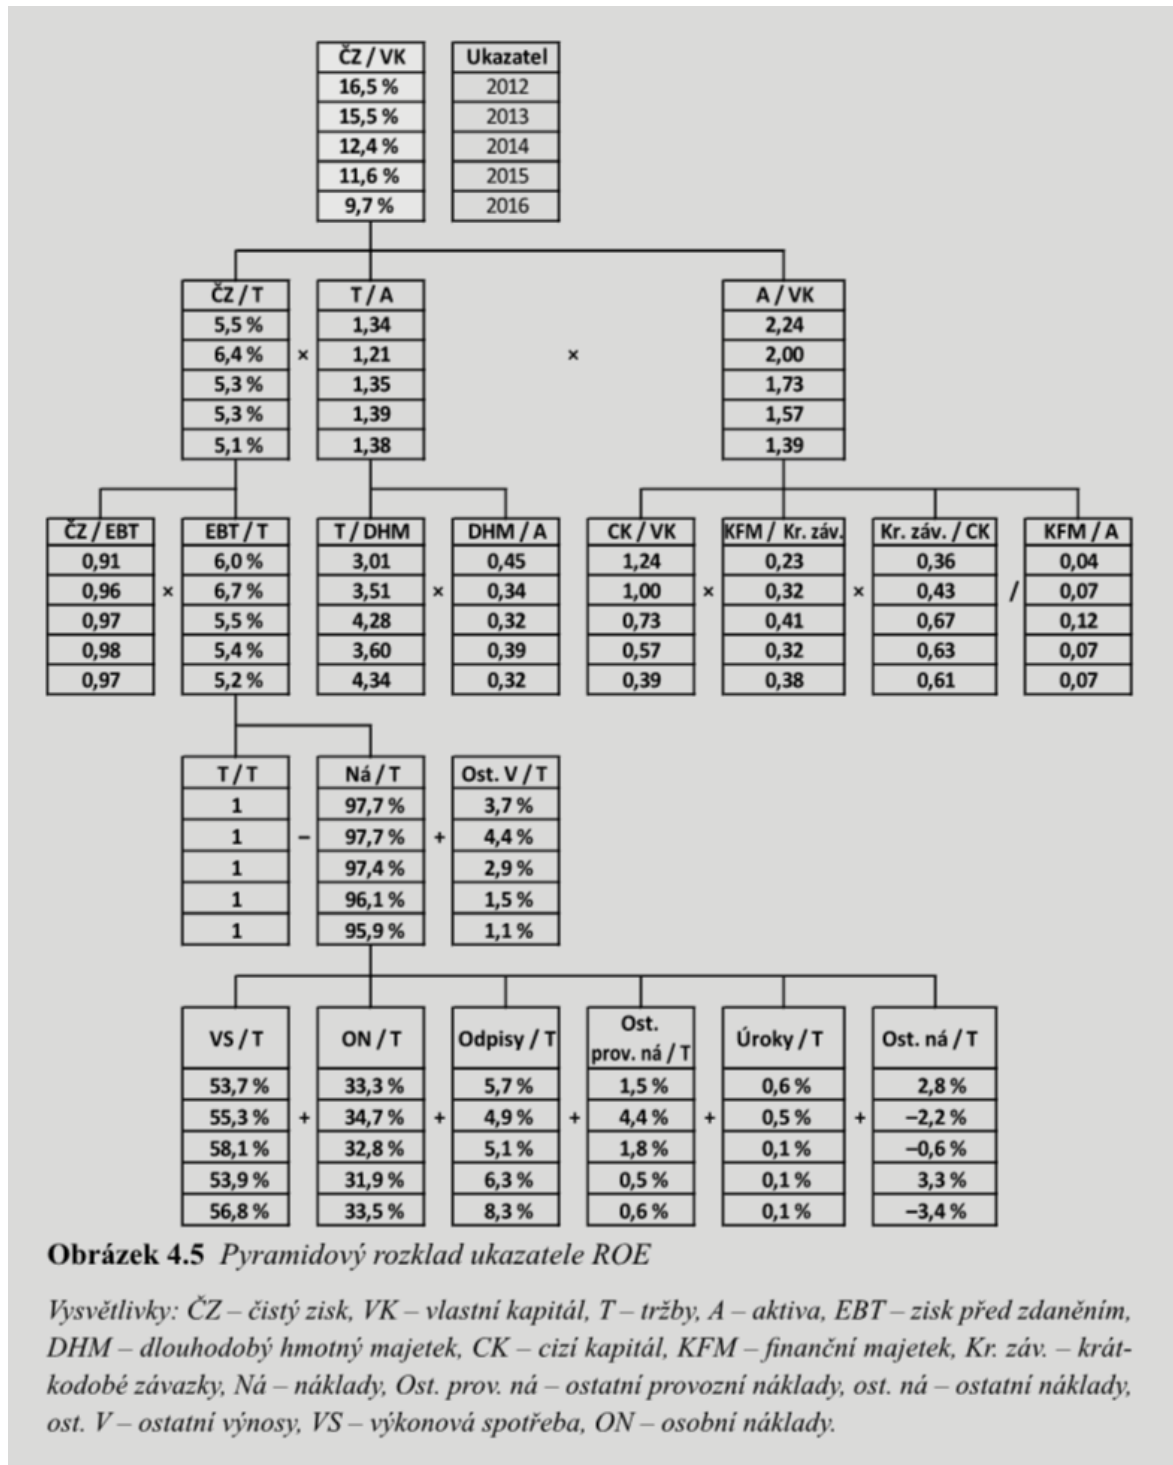 ČZ / VK Ukazatel
16,5 % 2012
15,5 % 2013
12,4 % 2014
11,6 % 2015
9,7 % 2016
ČZ / T T / A A / VK
5,5 % 1,34 2,24
6,4 % × 1,21 × 2,00
5,3 % 1,35 1,73
5,3 % 1,39 1,57
5,1 % 1,38 1,39
ČZ / EBT EBT / T T / DHM DHM / A CK / VK KFM / Kr. záv. Kr. záv. / CK KFM / A
0,91 6,0 % 3,01 0,45 1,24 0,23 0,36 0,04
0,96 × 6,7 % 3,51 × 0,34 1,00 × 0,32 × 0,43 / 0,07
0,97 5,5 % 4,28 0,32 0,73 0,41 0,67 0,12
0,98 5,4 % 3,60 0,39 0,57 0,32 0,63 0,07
0,97 5,2 % 4,34 0,32 0,39 0,38 0,61 0,07
T / T Ná / T Ost. V / T
1 97,7 % 3,7 %
1 – 97,7 % + 4,4 %
1 97,4 % 2,9 %
1 96,1 % 1,5 %
1 95,9 % 1,1 %
VS / T ON / T Odpisy / T Ost. prov. ná / T Úroky / T Ost. ná / T
53,7 % 33,3 % 5,7 % 1,5 % 0,6 % 2,8 %
55,3 % + 34,7 % + 4,9 % + 4,4 % + 0,5 % + –2,2 %
58,1 % 32,8 % 5,1 % 1,8 % 0,1 % –0,6 %
53,9 % 31,9 % 6,3 % 0,5 % 0,1 % 3,3 %
56,8 % 33,5 % 8,3 % 0,6 % 0,1 % –3,4 %
Obrázek 4.5 Pyramidový rozklad ukazatele ROE
Vysvětlivky: ČZ – čistý zisk, VK – vlastní kapitál, T – tržby, A – aktiva, EBT – zisk před zdaněním,
DHM – dlouhodobý hmotný majetek, CK – cizí kapitál, KFM – finanční majetek, Kr. záv. – krát-
kodobé závazky, Ná – náklady, Ost. prov. ná – ostatní provozní náklady, ost. ná – ostatní náklady,
ost. V – ostatní výnosy, VS – výkonová spotřeba, ON – osobní náklady.